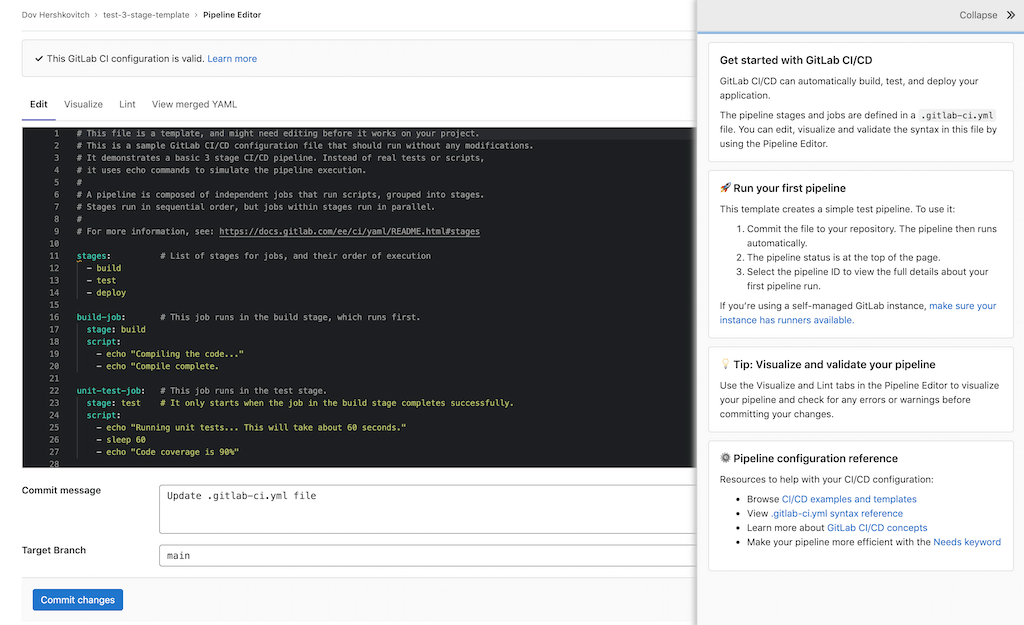 Dov Hershkovitch › test-3-stage-template › Pipeline Editor
This GitLab CI configuration is valid. Learn more
Edit Visualize Lint View merged YAML
1 # This file is a template, and might need editing before it works on your project.
2 # This is a sample GitLab CI/CD configuration file that should run without any modifications.
3 # It demonstrates a basic 3 stage CI/CD pipeline. Instead of real tests or scripts,
4 # it uses echo commands to simulate the pipeline execution.
5 #
6 # A pipeline is composed of independent jobs that run scripts, grouped into stages.
7 # Stages run in sequential order, but jobs within stages run in parallel.
8 #
9 # For more information, see: https://docs.gitlab.com/ee/ci/yaml/README.html#stages
10
11 stages: # List of stages for jobs, and their order of execution
12 - build
13 - test
14 - deploy
15
16 build-job: # This job runs in the build stage, which runs first.
17 stage: build
18 script:
19 - echo "Compiling the code..."
20 - echo "Compile complete.
21
22 unit-test-job: # This job runs in the test stage.
23 stage: test # It only starts when the job in the build stage completes successfully.
24 script:
25 - echo "Running unit tests... This will take about 60 seconds."
26 - sleep 60
27 - echo "Code coverage is 90%"
28
Commit message
Update .gitlab-ci.yml file
Target Branch
main
Commit changes
Collapse
Get started with GitLab CI/CD
GitLab CI/CD can automatically build, test, and deploy your
application.
The pipeline stages and jobs are defined in a .gitlab-ci.yml
file. You can edit, visualize and validate the syntax in this file by
using the Pipeline Editor.
🚀 Run your first pipeline
This template creates a simple test pipeline. To use it:
1. Commit the file to your repository. The pipeline then runs
automatically.
2. The pipeline status is at the top of the page.
3. Select the pipeline ID to view the full details about your
first pipeline run.
If you're using a self-managed GitLab instance, make sure your
instance has runners available.
💡 Tip: Visualize and validate your pipeline
Use the Visualize and Lint tabs in the Pipeline Editor to visualize
your pipeline and check for any errors or warnings before
committing your changes.
⚙️ Pipeline configuration reference
Resources to help with your CI/CD configuration:
• Browse CI/CD examples and templates
• View .gitlab-ci.yml syntax reference
• Learn more about GitLab CI/CD concepts
• Make your pipeline more efficient with the Needs keyword